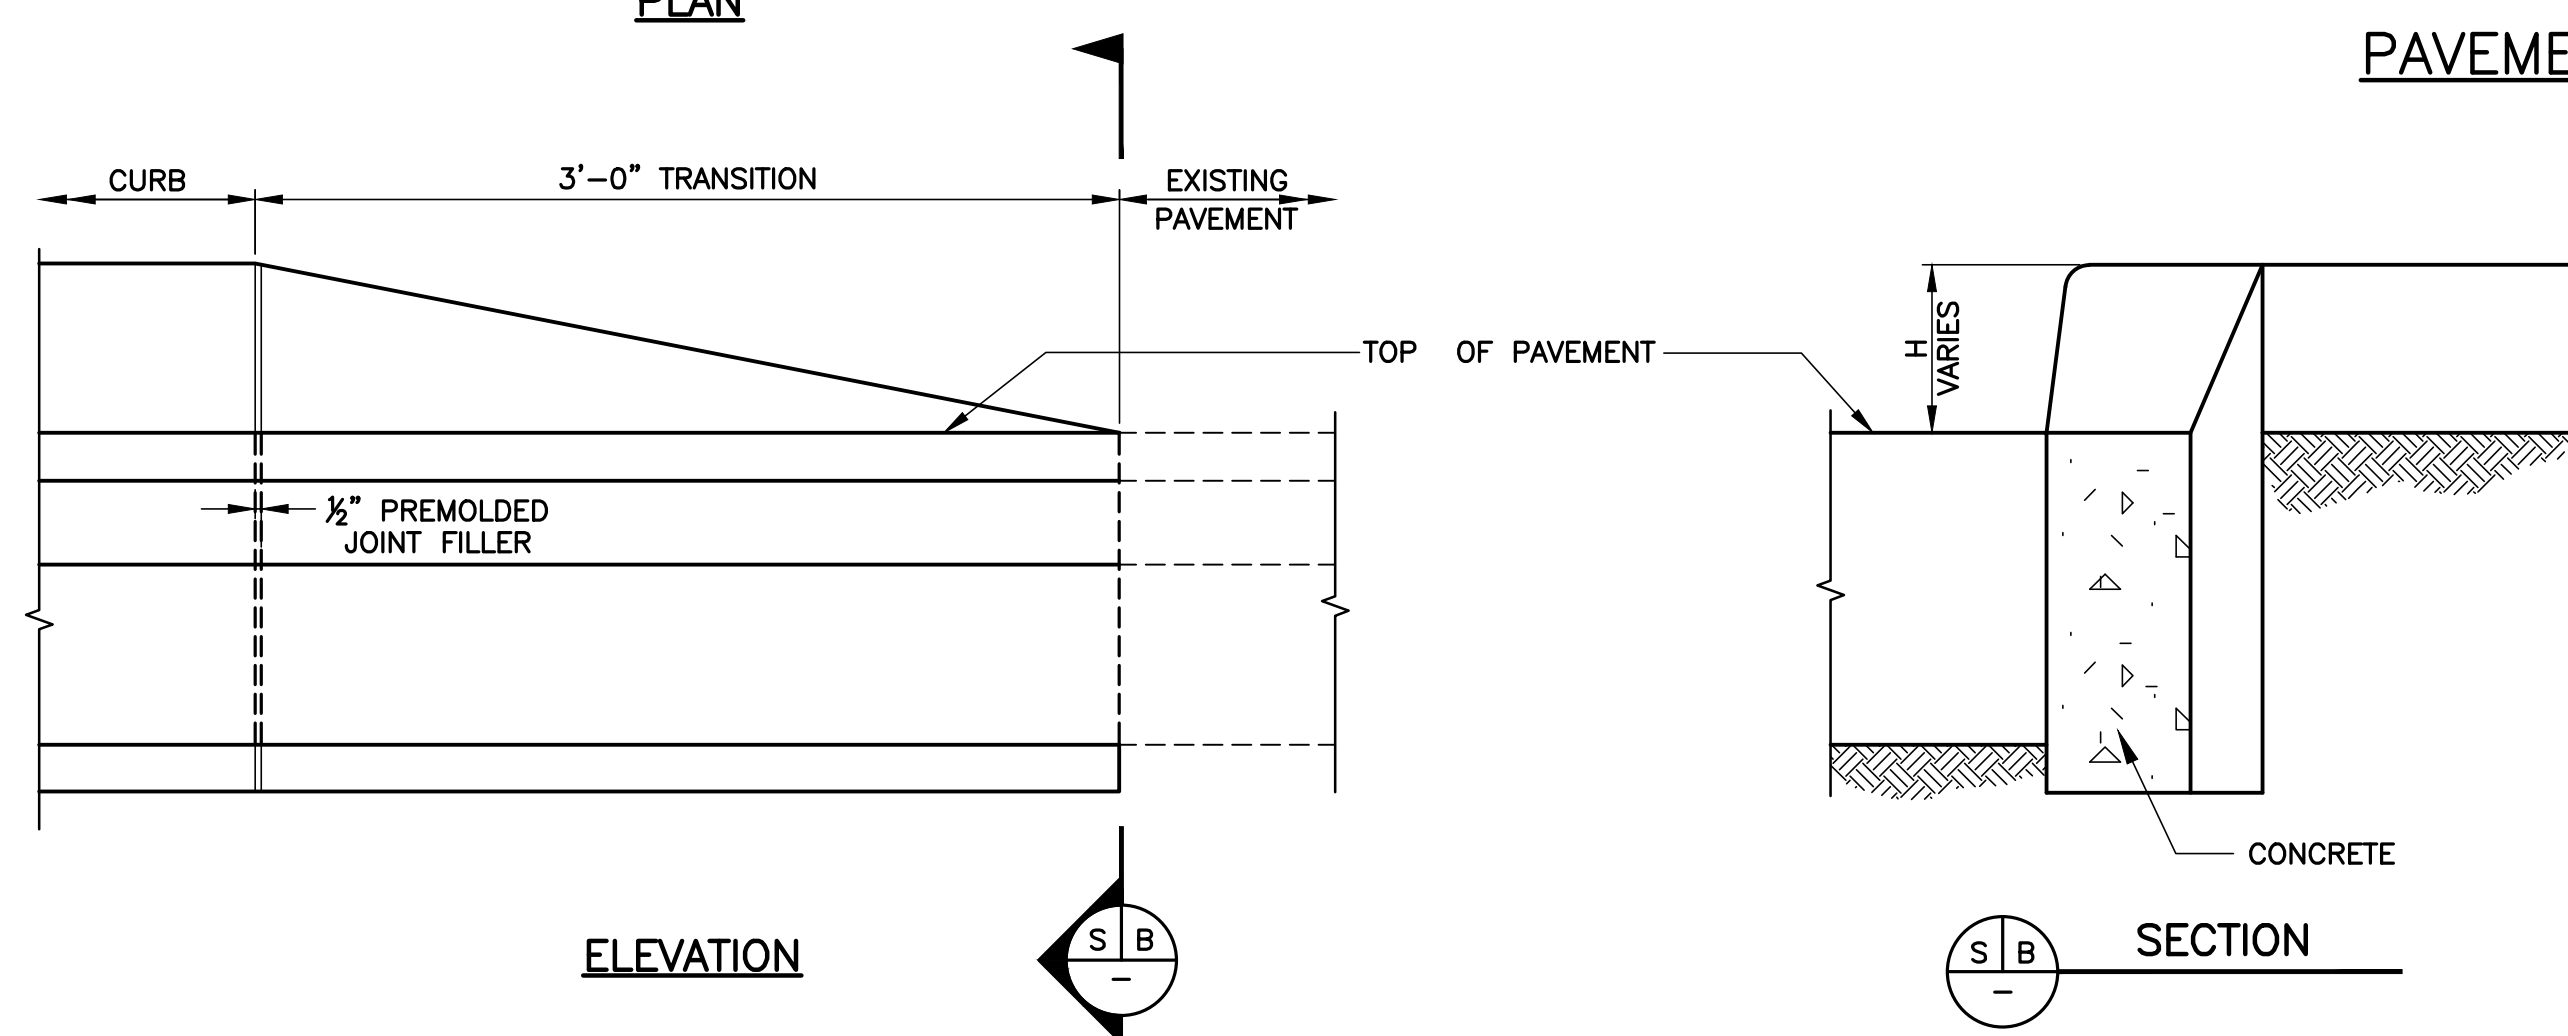 PLAN
PAVEME
CURB
3'-0" TRANSITION
EXISTING
PAVEMENT
TOP OF PAVEMENT
H
VARIES
½" PREMOLDED
JOINT FILLER
CONCRETE
ELEVATION
S B
-
S B
-
SECTION